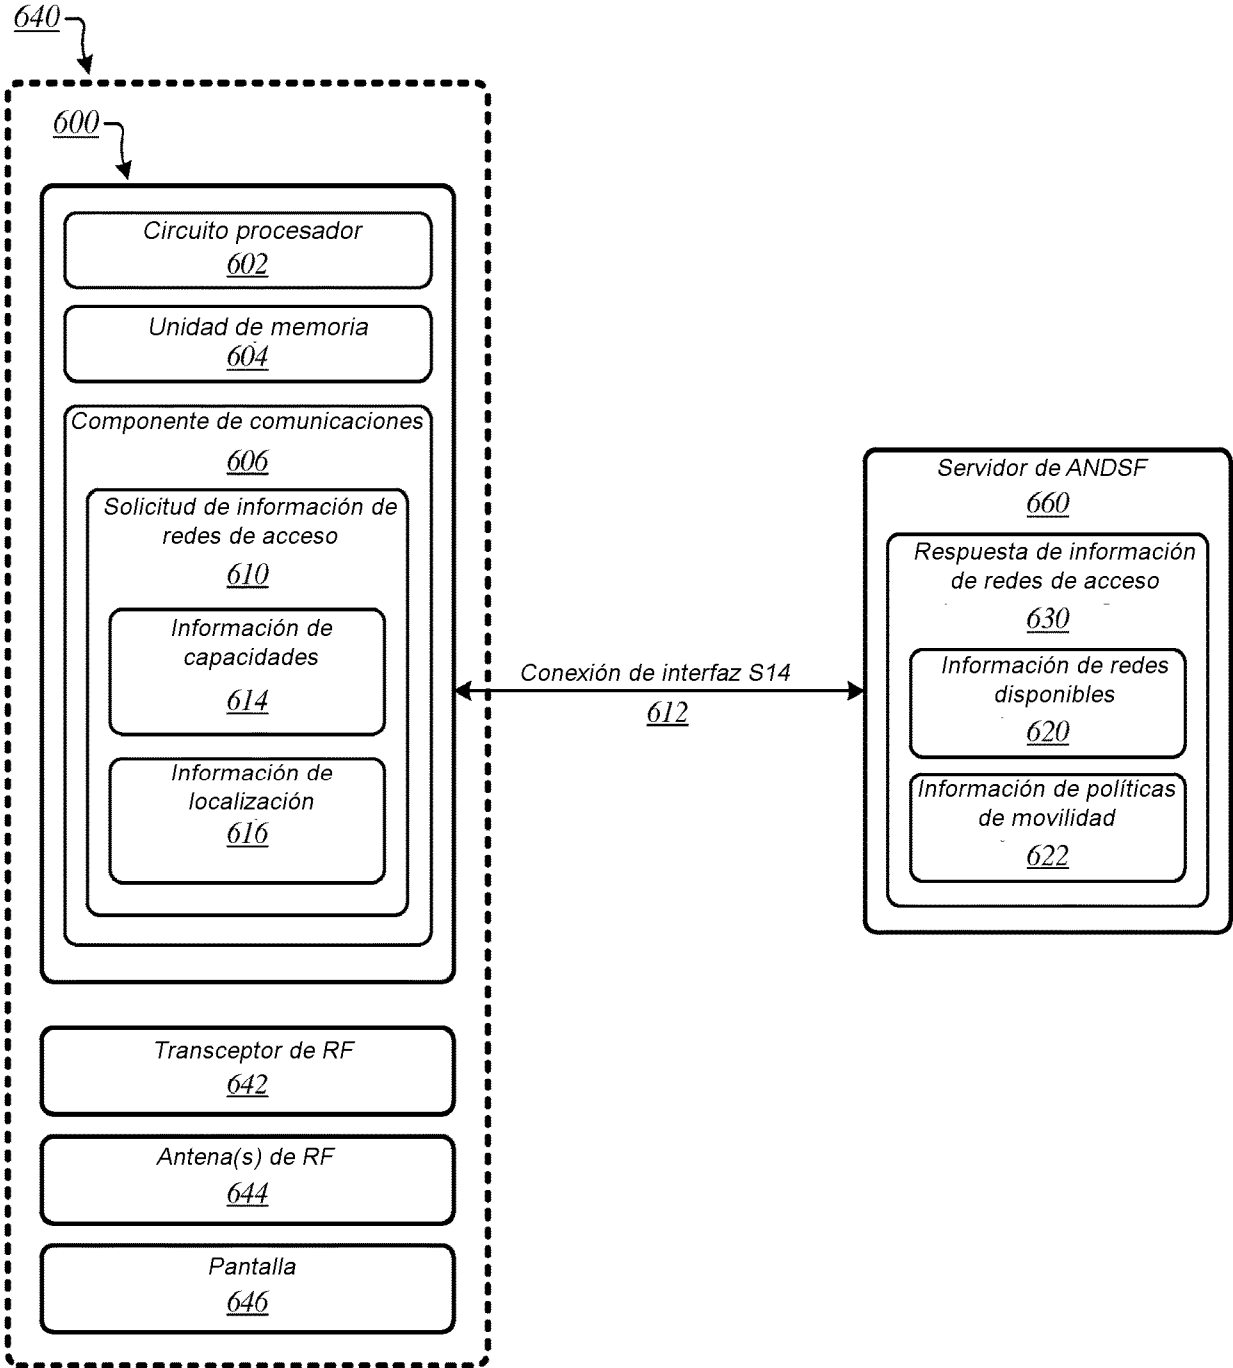 640
600
Circuito procesador
602
Unidad de memoria
604
Componente de comunicaciones
606
Solicitud de información de
redes de acceso
610
Información de
capacidades
614
Información de
localización
616
Transceptor de RF
642
Antena(s) de RF
644
Pantalla
646
Conexión de interfaz S14
612
Servidor de ANDSF
660
Respuesta de información
de redes de acceso
630
Información de redes
disponibles
620
Información de políticas
de movilidad
622